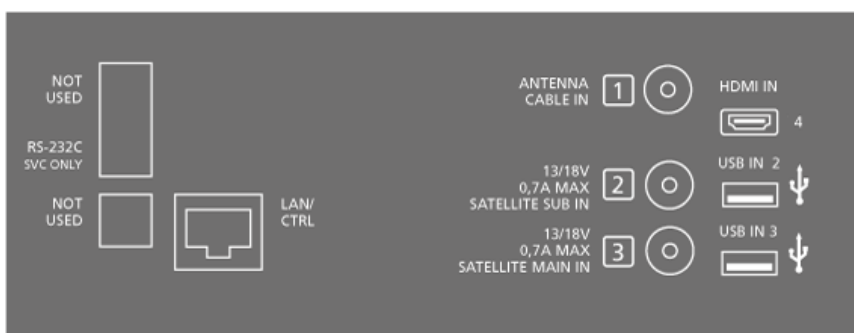 NOT
USED
RS-232C
SVC ONLY
NOT
USED
LAN/
CTRL
ANTENNA
CABLE IN
1
13/18V
0,7A MAX
SATELLITE SUB IN
2
13/18V
0,7A MAX
SATELLITE MAIN IN
3
HDMI IN
4
USB IN 2
USB IN 3